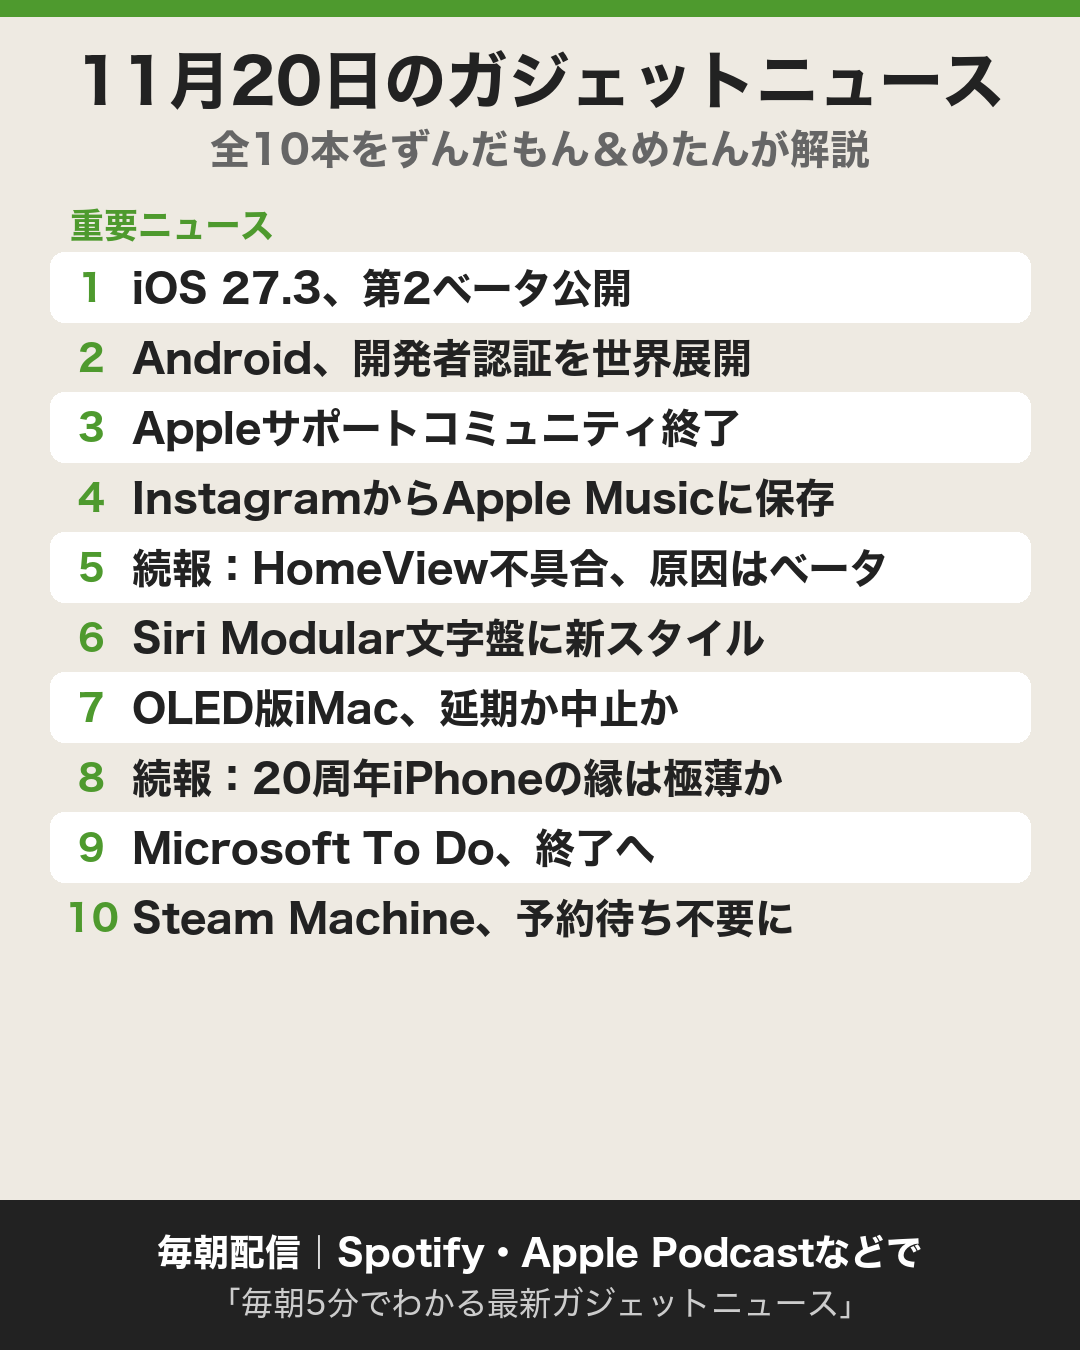 11月20日のガジェットニュース
全10本をずんだもん＆めたんが解説
重要ニュース
1 iOS 27.3、第2ベータ公開
2 Android、開発者認証を世界展開
3 Appleサポートコミュニティ終了
4 InstagramからApple Musicに保存
5 続報：HomeView不具合、原因はベータ
6 Siri Modular文字盤に新スタイル
7 OLED版iMac、延期か中止か
8 続報：20周年iPhoneの縁は極薄か
9 Microsoft To Do、終了へ
10 Steam Machine、予約待ち不要に
毎朝配信｜Spotify・Apple Podcastなどで
「毎朝5分でわかる最新ガジェットニュース」